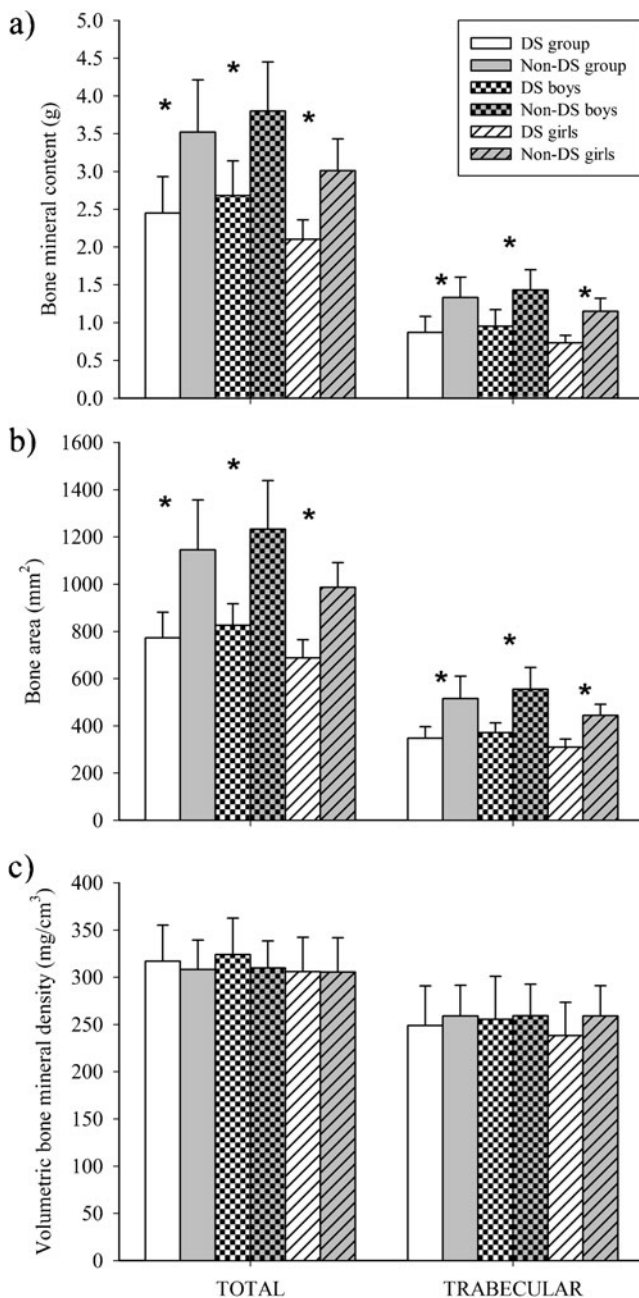 a)
Bone mineral content (g)
5.0
4.5
4.0
3.5
3.0
2.5
2.0
1.5
1.0
0.5
0.0
* * *
* * *
DS group
Non-DS group
DS boys
Non-DS boys
DS girls
Non-DS girls
b)
Bone area (mm²)
1600
1400
1200
1000
800
600
400
200
0
* * *
* * *
c)
Volumetric bone mineral density (mg/cm³)
400
350
300
250
200
150
100
50
0
TOTAL TRABECULAR